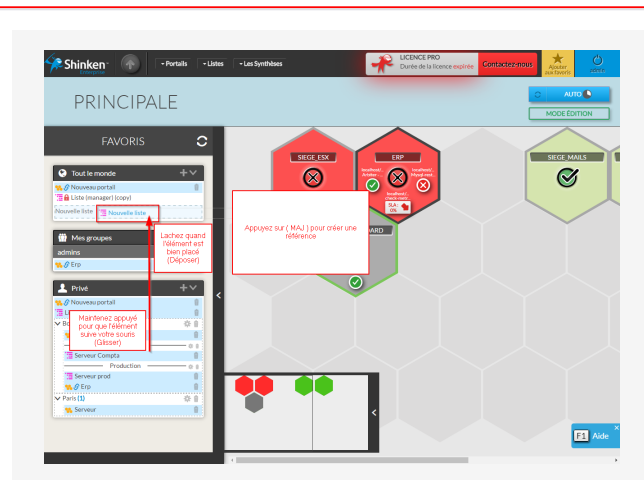 Shinken
Enterprise
Portails
Listes
Les Synthèses
LICENCE PRO
Durée de la licence expirée
Contactez-nous
Ajouter
aux favoris
admin
PRINCIPALE
AUTO
MODE ÉDITION
FAVORIS
Tout le monde
Nouveau portail
Liste (manager) (copy)
Nouvelle liste
Nouvelle liste
Mes groupes
admins
Erp
Lachez quand
l'élément est
bien placé
(Déposer)
Privé
Nouveau portail
Maintenez appuyé
pour que l'élément
suive votre souris
(Glisser)
Serveur Compta
Production
Serveur prod
Erp
Paris (1)
Serveur
SIEGE_ESX
ERP
SLA:
0%
SIEGE_MAILS
Appuyez sur ( MAJ ) pour créer une
référence
F1 Aide